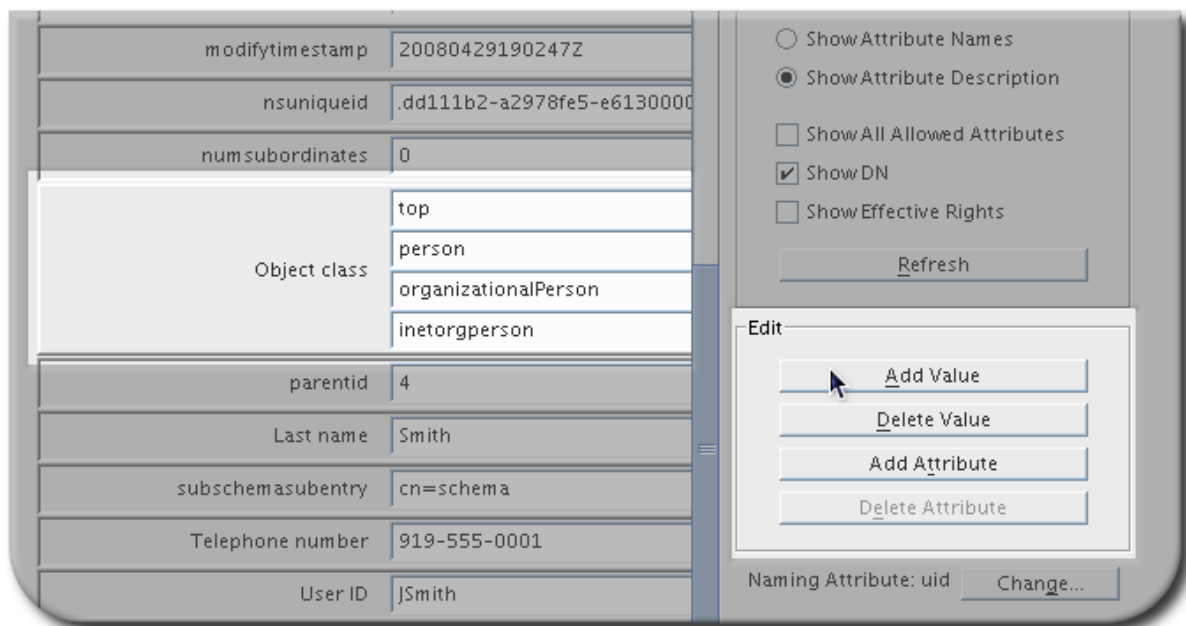 modifytimestamp 20080429190247Z
nsuniqueid .dd111b2-a2978fe5-e6130000
numsubordinates 0
Object class
top
person
organizationalPerson
inetorgperson
parentid 4
Last name Smith
subschemasubentry cn=schema
Telephone number 919-555-0001
User ID JSmith
Show Attribute Names
Show Attribute Description
Show All Allowed Attributes
Show DN
Show Effective Rights
Refresh
Edit
Add Value
Delete Value
Add Attribute
Delete Attribute
Naming Attribute: uid Change...